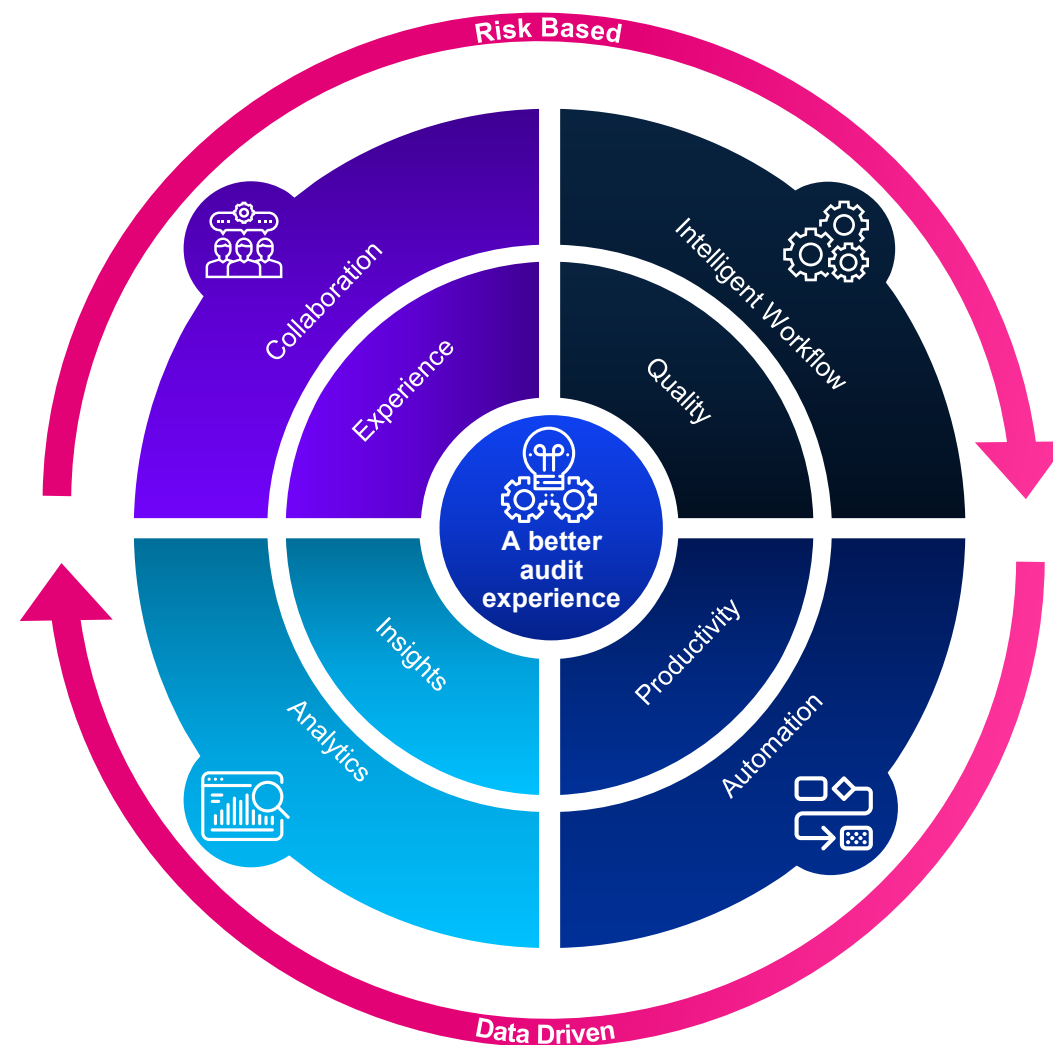 Risk Based
Collaboration
Intelligent Workflow
Experience
Quality
A better
audit
experience
Insights
Productivity
Analytics
Automation
Data Driven